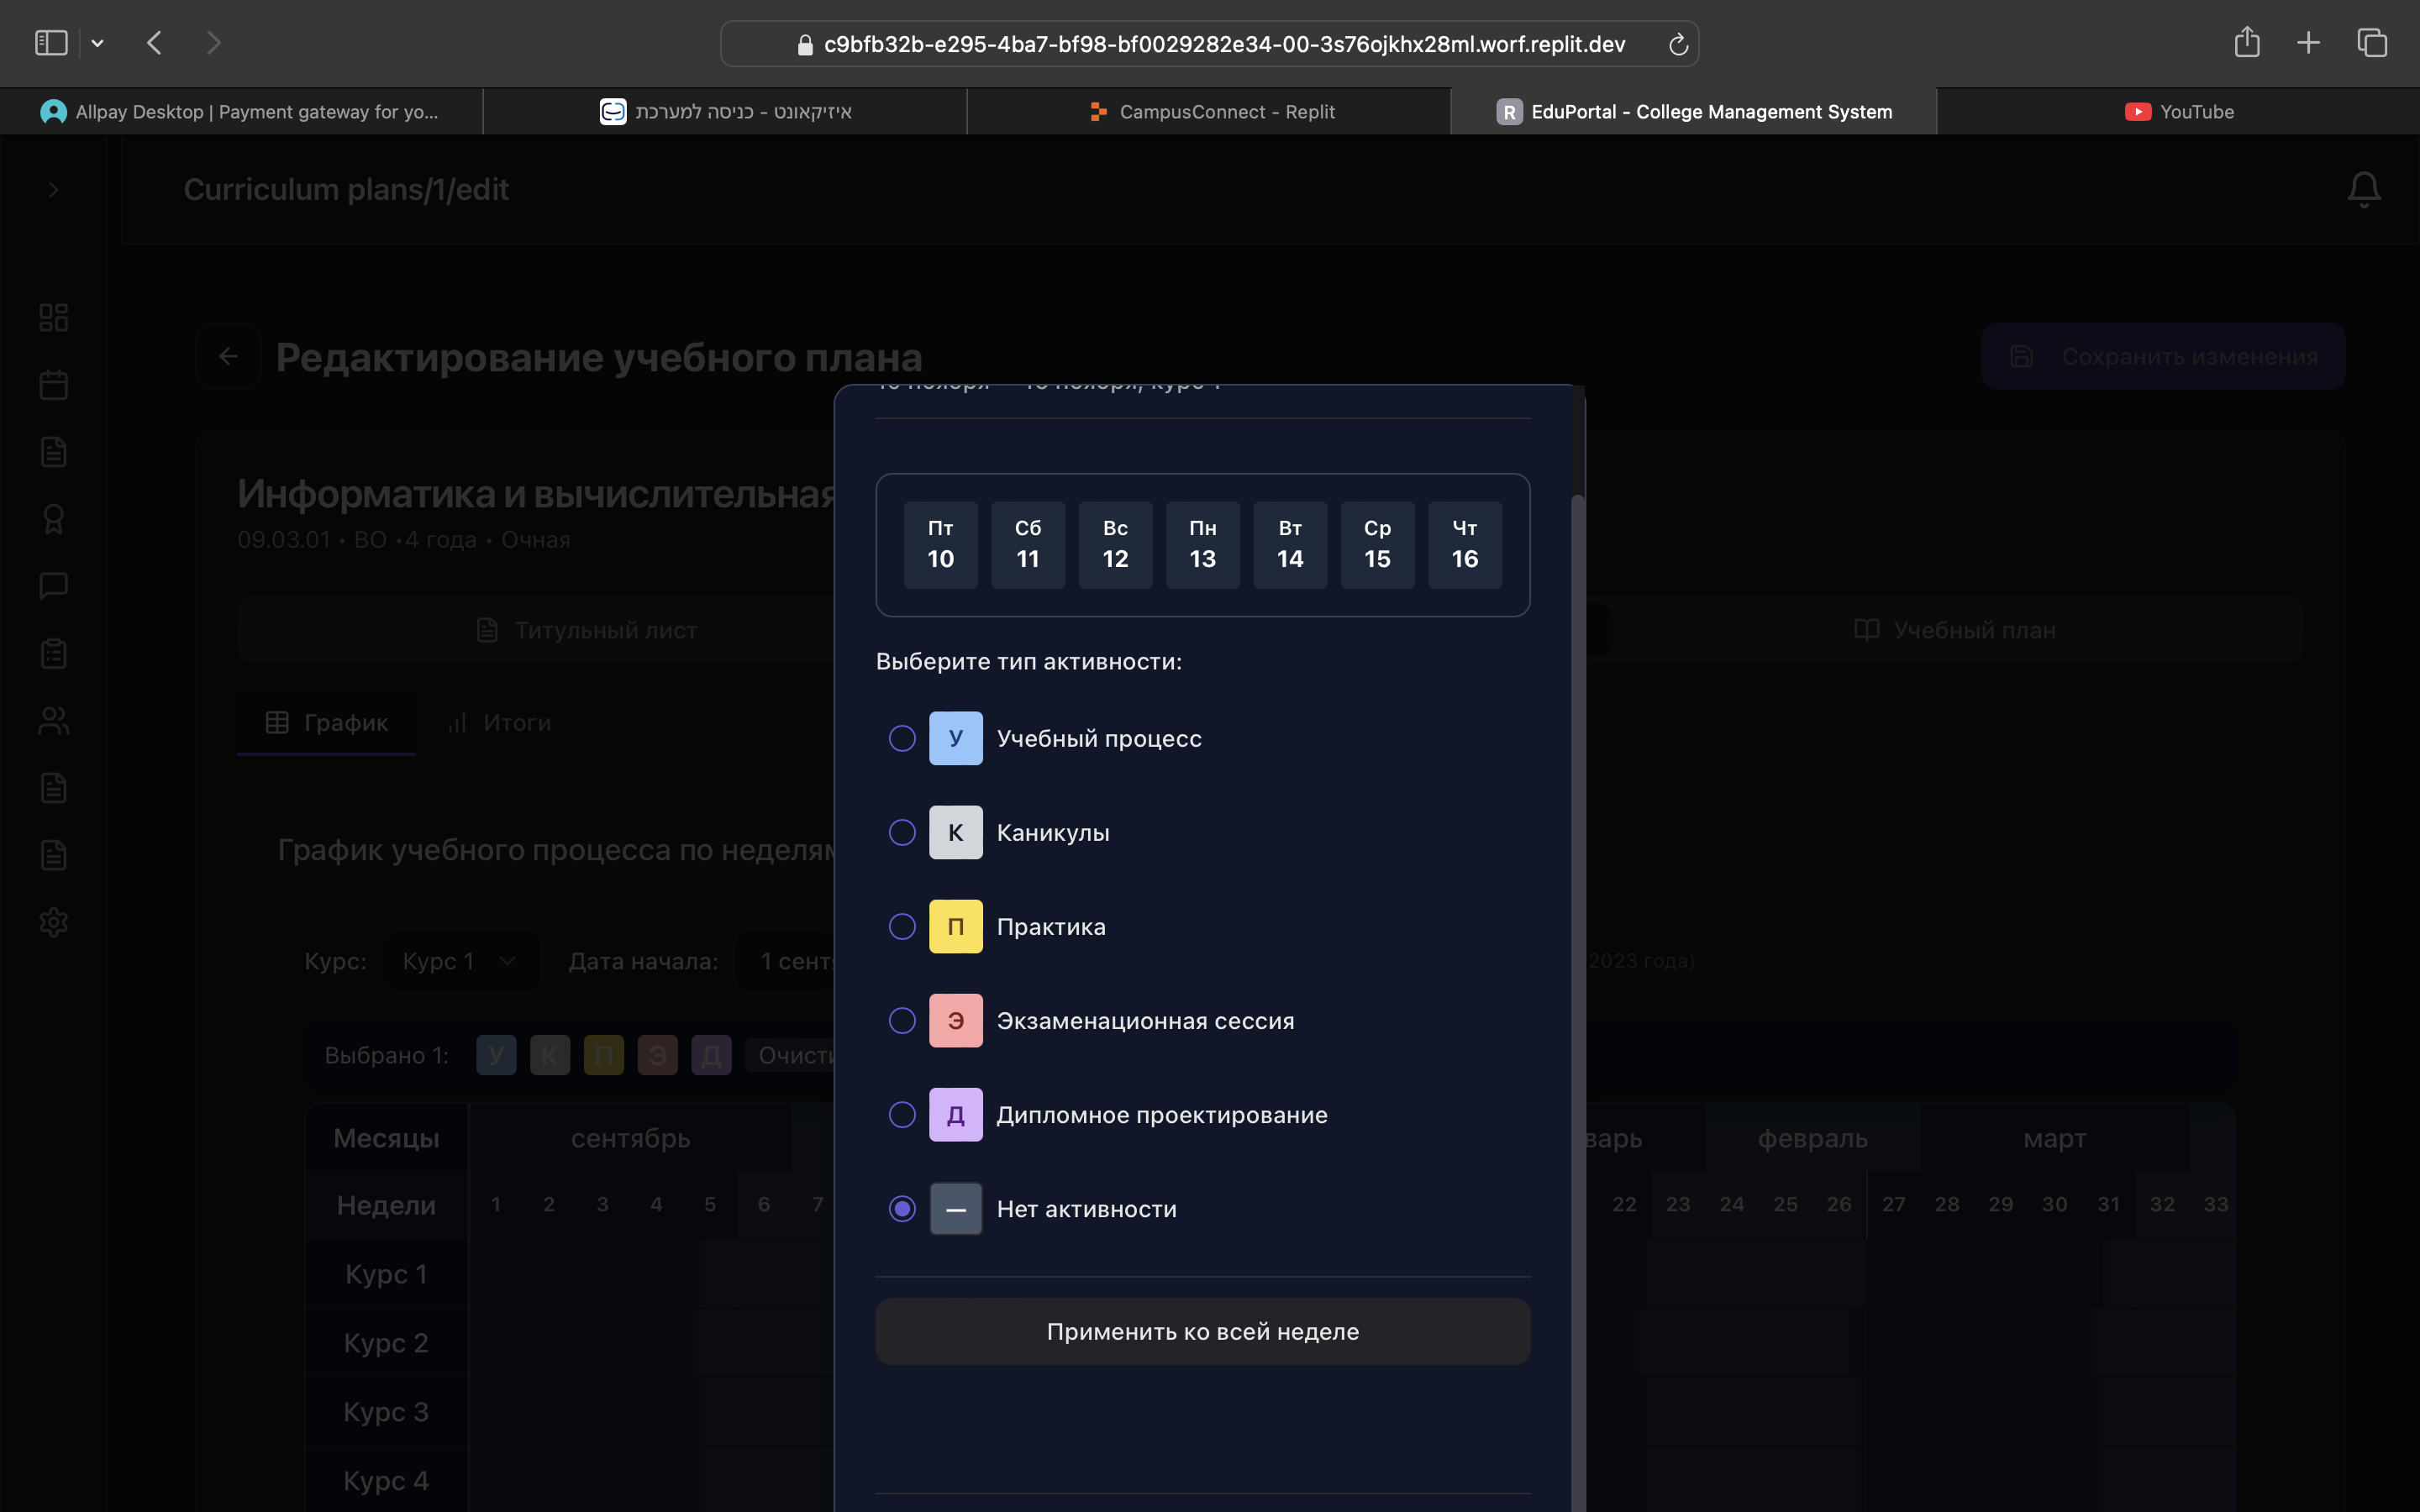 c9bfb32b-e295-4ba7-bf98-bf0029282e34-00-3s76ojkhx28ml.worf.replit.dev
Allpay Desktop | Payment gateway for yo...
איזיקאונט - כניסה למערכת
CampusConnect - Replit
R EduPortal - College Management System
YouTube
Curriculum plans/1/edit
Редактирование учебного плана
Сохранить изменения
Информатика и вычислительная
09.03.01 • ВО •4 года • Очная
Титульный лист
Учебный план
График
Итоги
График учебного процесса по неделям
Курс: Курс 1 Дата начала: 1 сентя
2023 года)
Выбрано 1: У К П Э Д Очисти
Месяцы сентябрь
варь февраль март
Недели 1 2 3 4 5 6 7
22 23 24 25 26 27 28 29 30 31 32 33
Курс 1
Курс 2
Курс 3
Курс 4
Пт Сб Вс Пн Вт Ср Чт
10 11 12 13 14 15 16
Выберите тип активности:
У Учебный процесс
К Каникулы
П Практика
Э Экзаменационная сессия
Д Дипломное проектирование
— Нет активности
Применить ко всей неделе